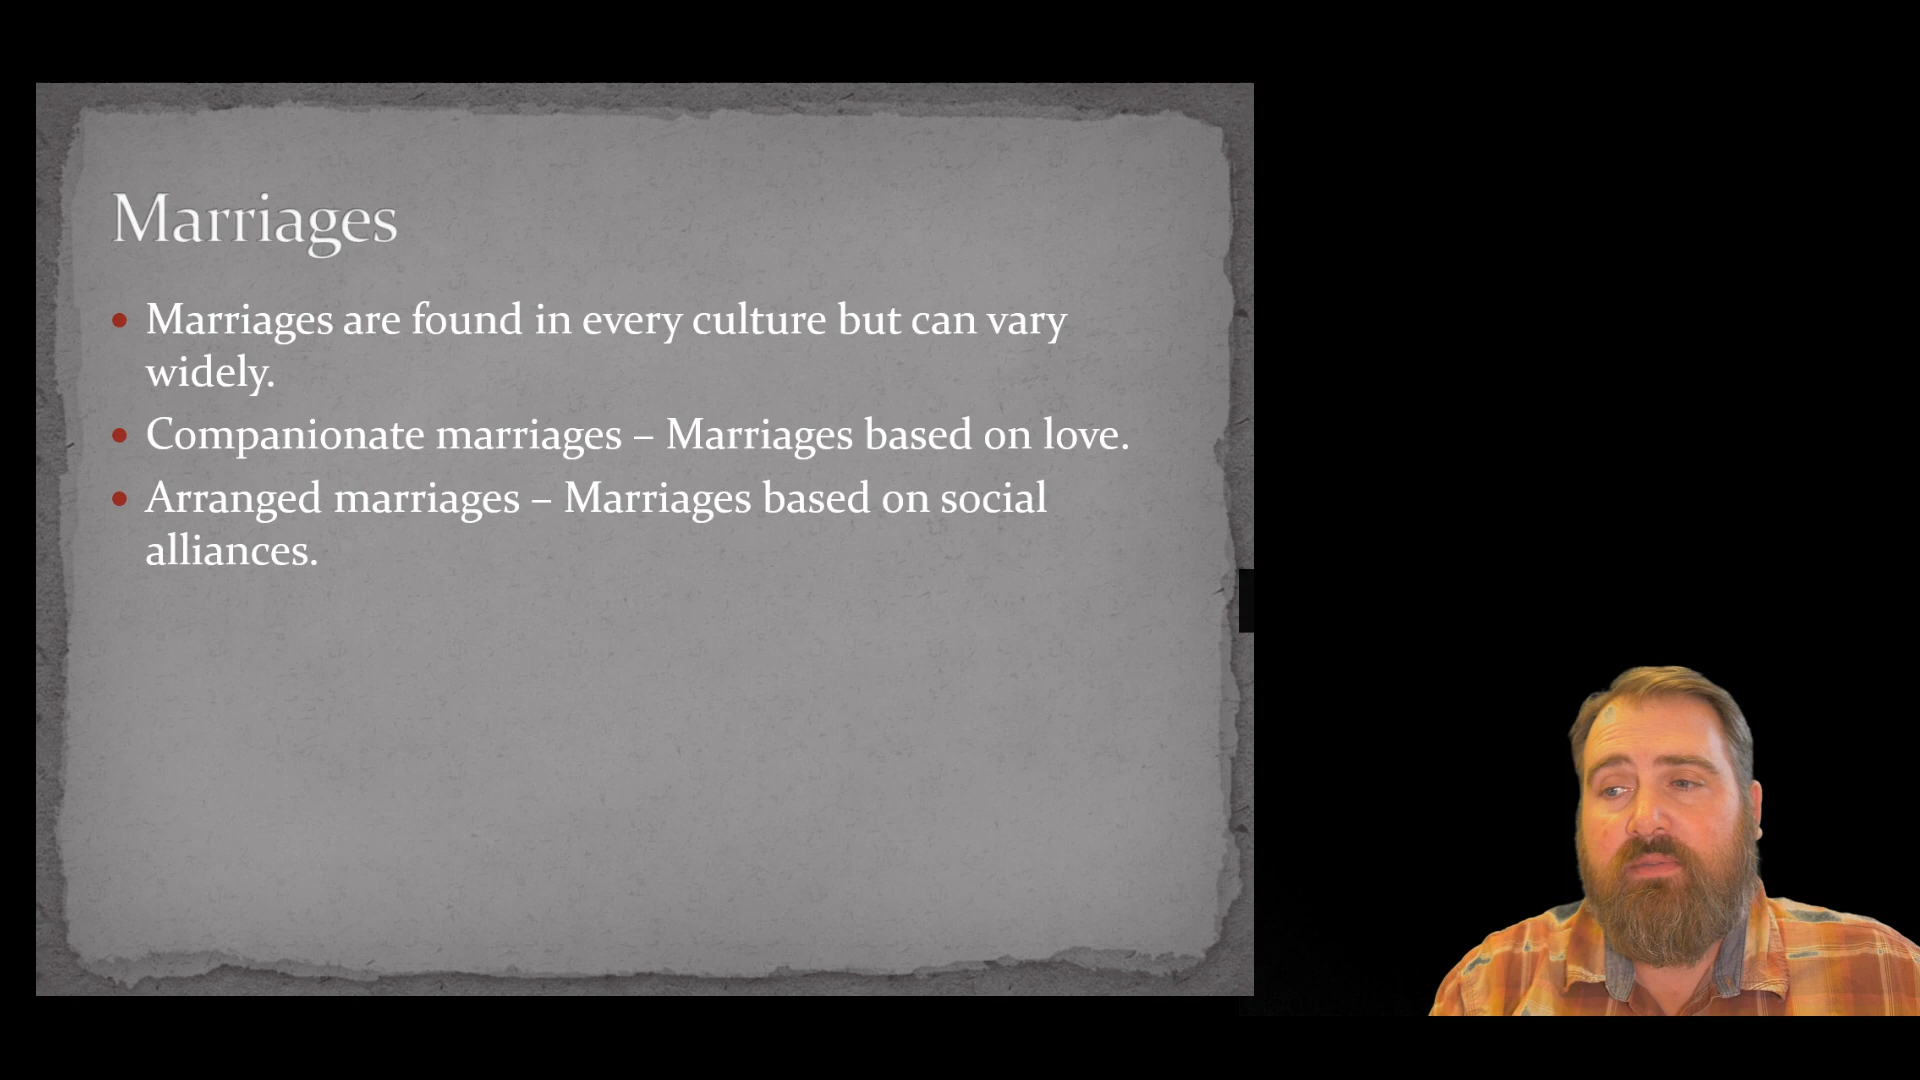 Marriages
• Marriages are found in every culture but can vary
widely.
• Companionate marriages – Marriages based on love.
• Arranged marriages – Marriages based on social
alliances.